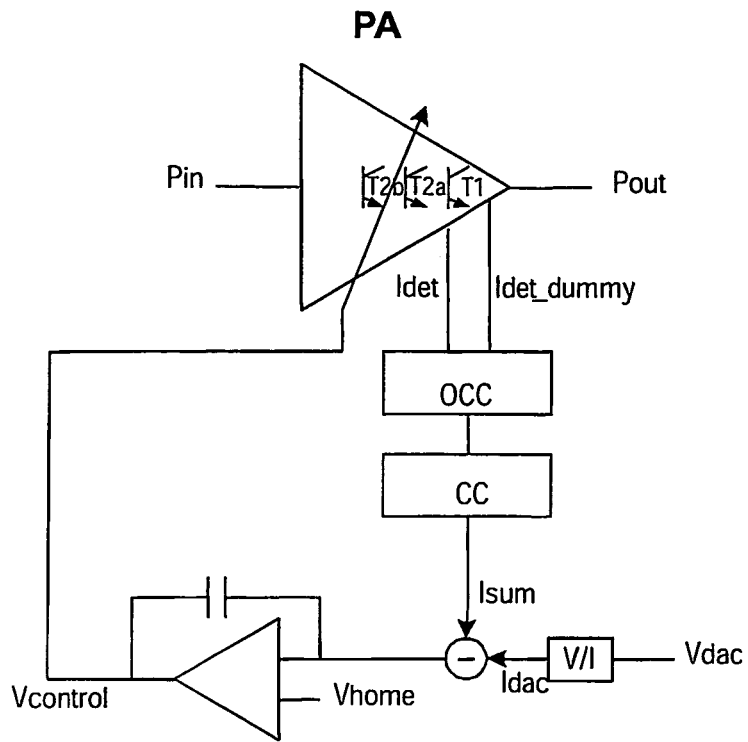 PA
Pin
T2b
T2a
T1
Pout
Idet
Idet_dummy
OCC
CC
Isum
V/I
Vdac
Idac
Vcontrol
Vhome